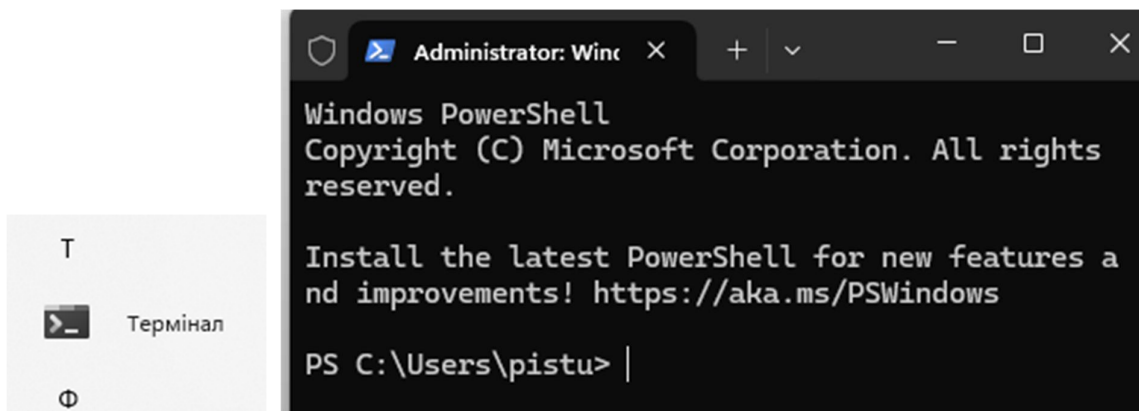 Administrator: Winc
Windows PowerShell
Copyright (C) Microsoft Corporation. All rights
reserved.
Install the latest PowerShell for new features a
nd improvements! https://aka.ms/PSWindows
PS C:\Users\pistu>
Т
Термінал
Ф